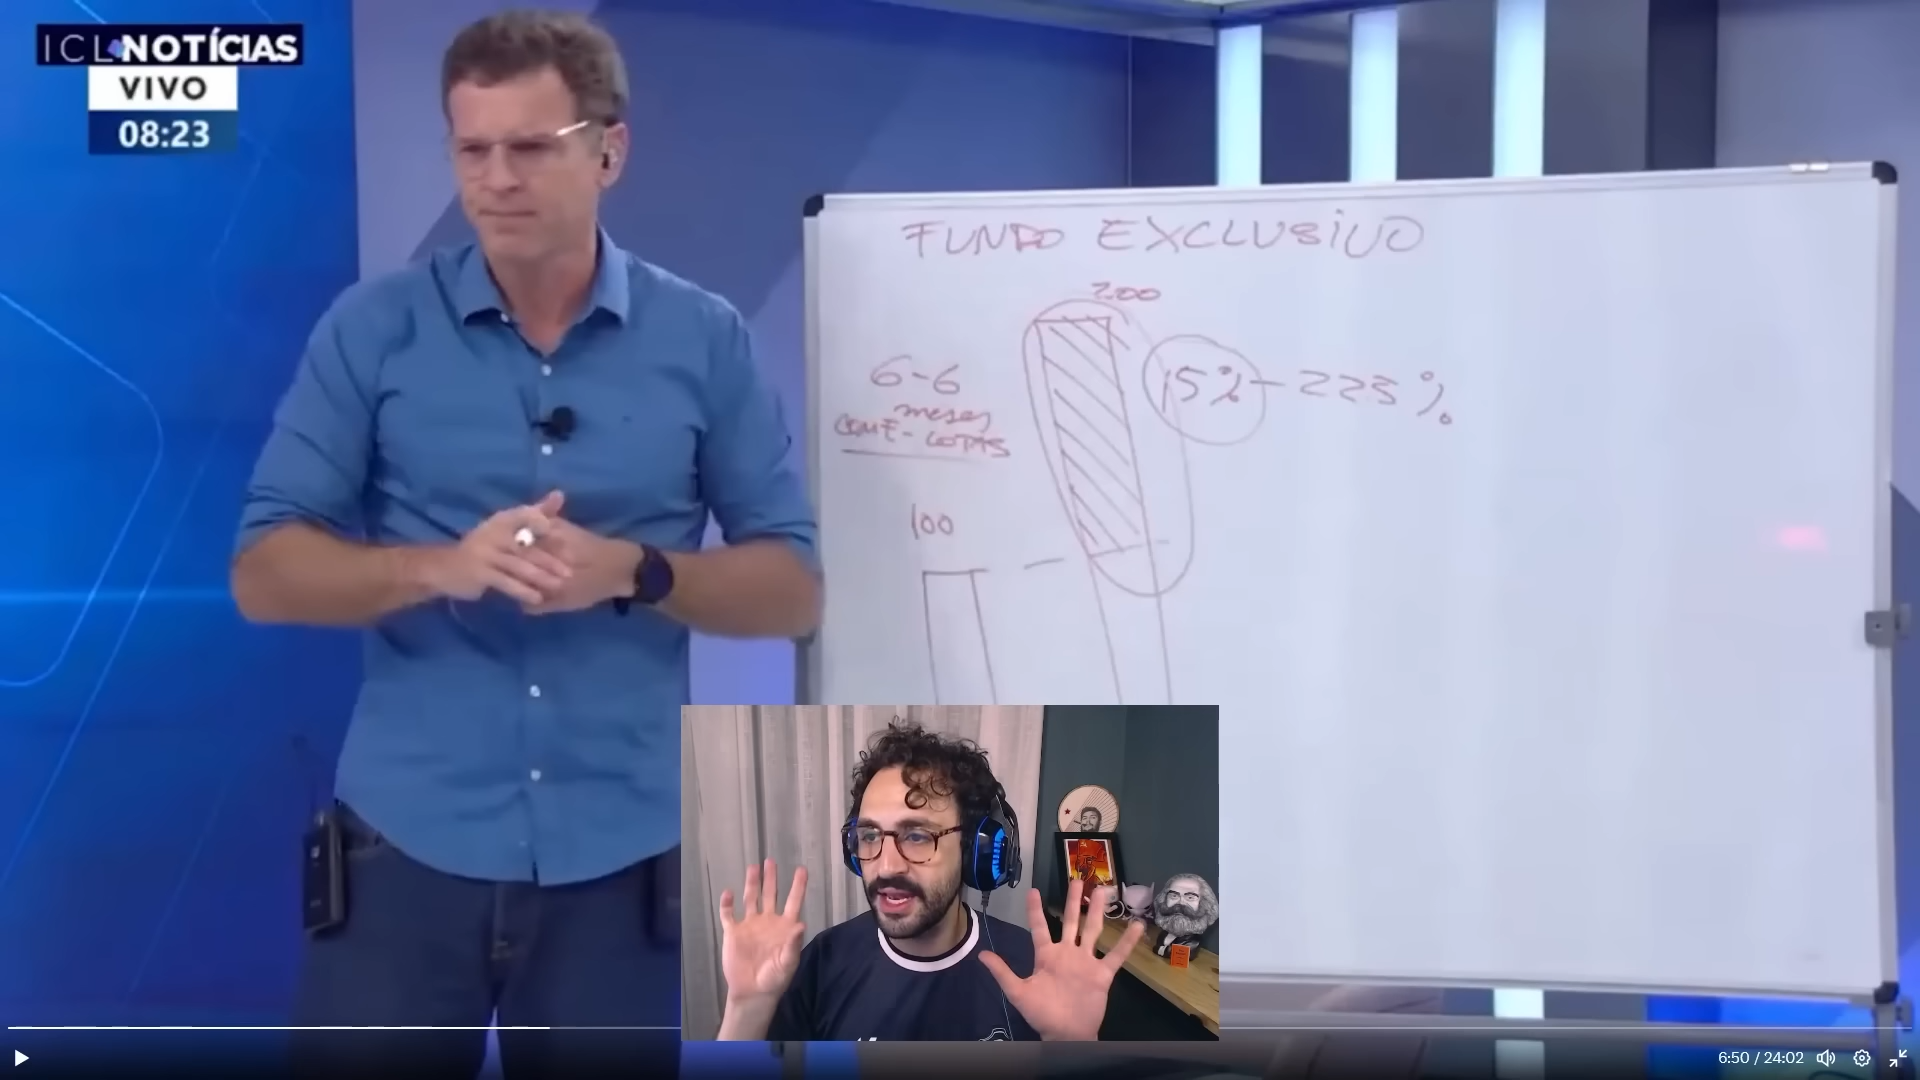 ICL NOTÍCIAS
VIVO
08:23
FUNDO EXCLUSIVO
200
6-6
meses
COME-COTAS
15% - 225%
100
6:50 / 24:02